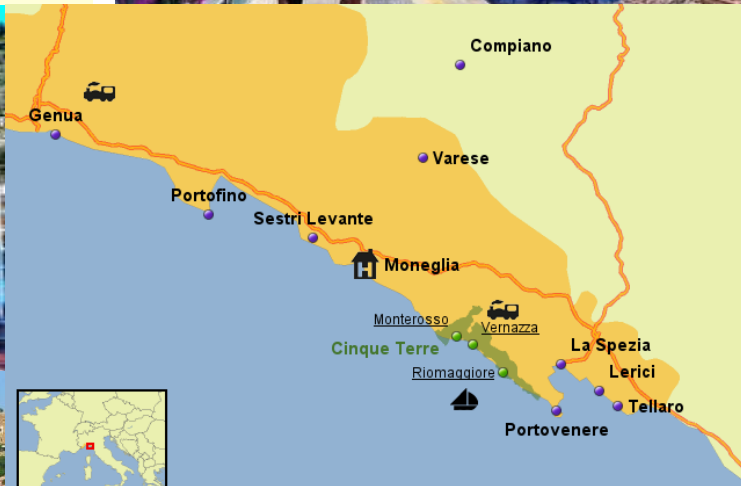 Compiano
Genua
Varese
Portofino
Sestri Levante
H Moneglia
Monterosso
Vernazza
Cinque Terre
La Spezia
Riomaggiore
Lerici
Tellaro
Portovenere